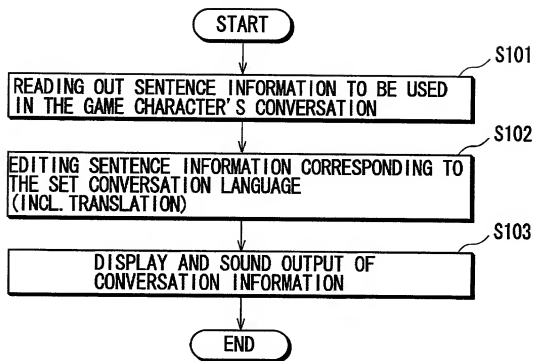 START
S101
READING OUT SENTENCE INFORMATION TO BE USED
IN THE GAME CHARACTER'S CONVERSATION
S102
EDITING SENTENCE INFORMATION CORRESPONDING TO
THE SET CONVERSATION LANGUAGE
(INCL. TRANSLATION)
S103
DISPLAY AND SOUND OUTPUT OF
CONVERSATION INFORMATION
END